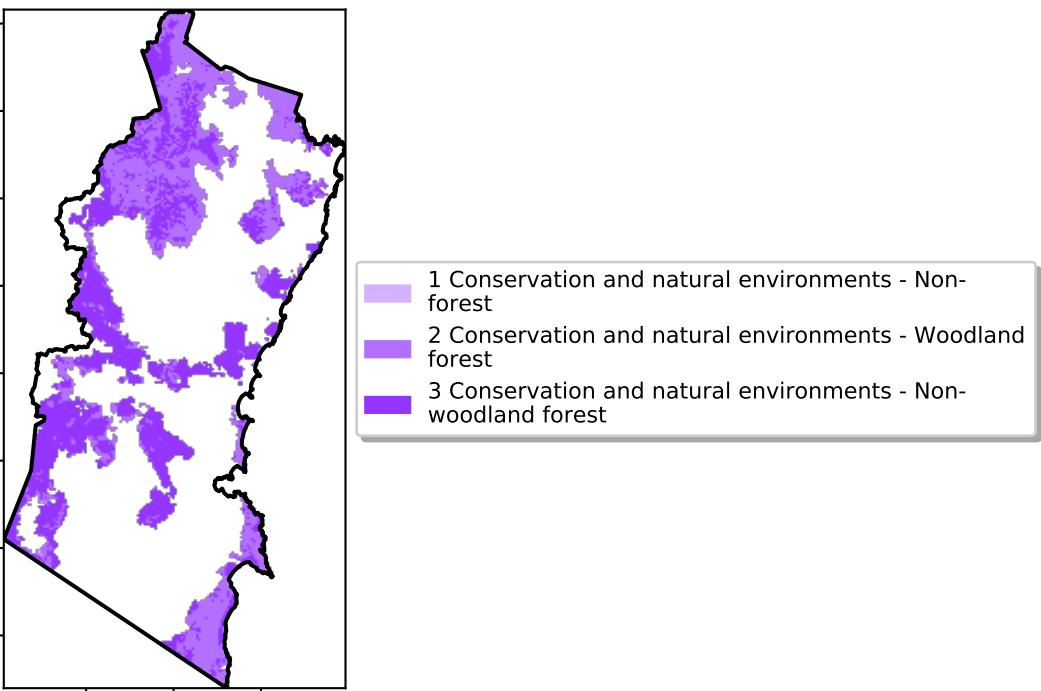 1 Conservation and natural environments - Non-
forest
2 Conservation and natural environments - Woodland
forest
3 Conservation and natural environments - Non-
woodland forest